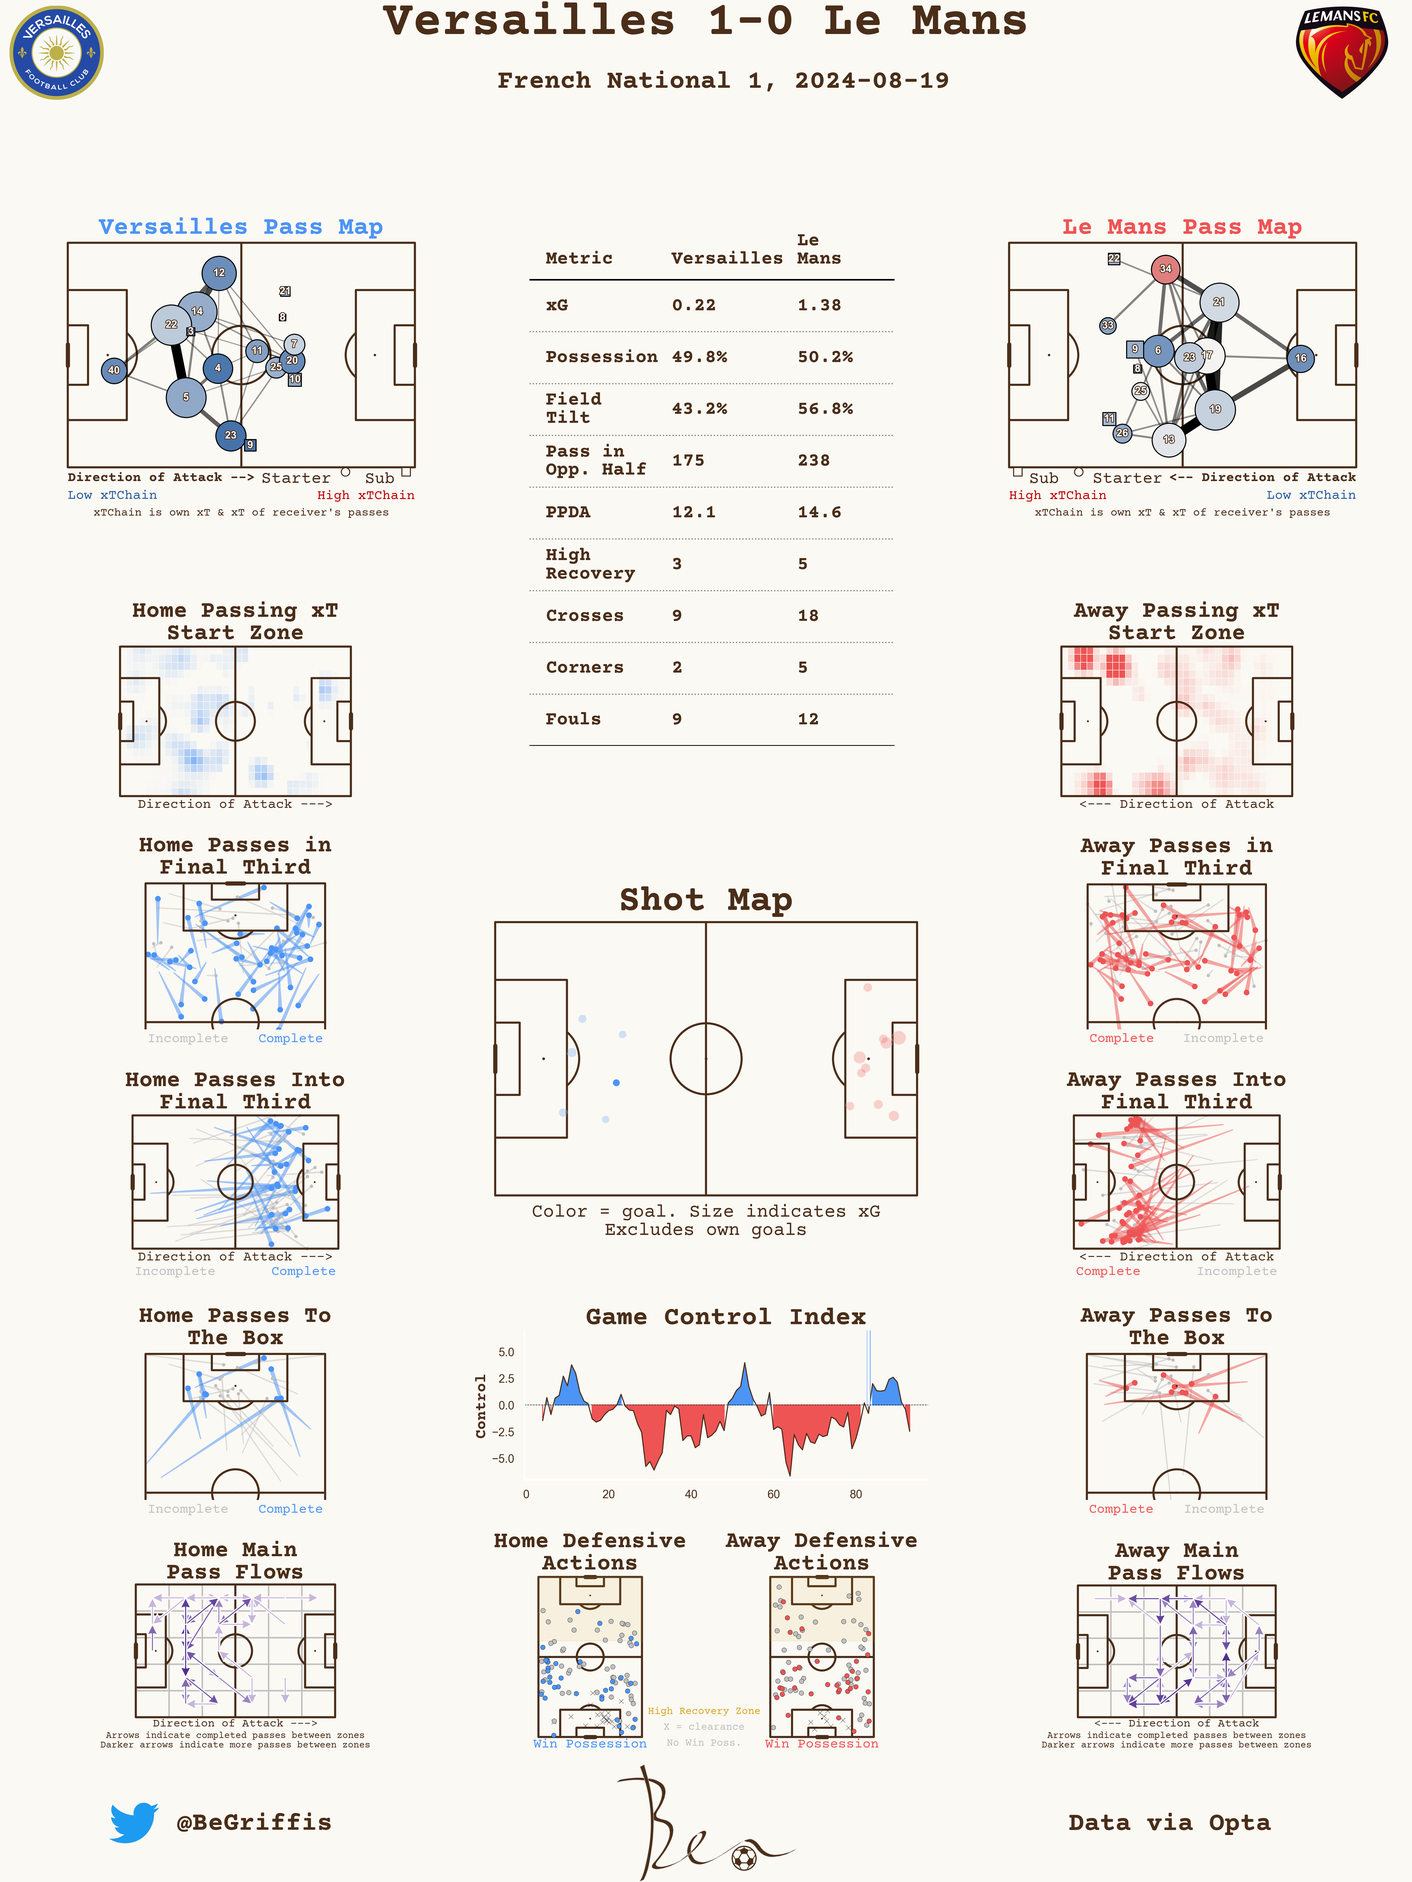 Versailles 1-0 Le Mans
French National 1, 2024-08-19
VERSAILLES
FOOTBALL CLUB
LEMANS FC
Versailles Pass Map
12
14
22
3
40
4
5
23
9
11
25
20
7
10
21
8
Direction of Attack --> Starter Sub
Low xTChain High xTChain
xTChain is own xT & xT of receiver's passes
Metric Versailles Le Mans
xG 0.22 1.38
Possession 49.8% 50.2%
Field
Tilt 43.2% 56.8%
Pass in
Opp. Half 175 238
PPDA 12.1 14.6
High
Recovery 3 5
Crosses 9 18
Corners 2 5
Fouls 9 12
Le Mans Pass Map
22
34
21
33
9
6
23
17
16
8
25
19
11
26
13
Sub Starter <-- Direction of Attack
High xTChain Low xTChain
xTChain is own xT & xT of receiver's passes
Home Passing xT
Start Zone
Direction of Attack --->
Away Passing xT
Start Zone
<--- Direction of Attack
Home Passes in
Final Third
Incomplete Complete
Away Passes in
Final Third
Complete Incomplete
Shot Map
Color = goal. Size indicates xG
Excludes own goals
Home Passes Into
Final Third
Direction of Attack --->
Incomplete Complete
Away Passes Into
Final Third
<--- Direction of Attack
Complete Incomplete
Home Passes To
The Box
Incomplete Complete
Game Control Index
Control
5.0
2.5
0.0
−2.5
−5.0
0 20 40 60 80
Away Passes To
The Box
Complete Incomplete
Home Main
Pass Flows
Direction of Attack --->
Arrows indicate completed passes between zones
Darker arrows indicate more passes between zones
Home Defensive
Actions
Win Possession
Away Defensive
Actions
Win Possession
High Recovery Zone
X = clearance
No Win Poss.
Away Main
Pass Flows
<--- Direction of Attack
Arrows indicate completed passes between zones
Darker arrows indicate more passes between zones
@BeGriffis
Ben
Data via Opta